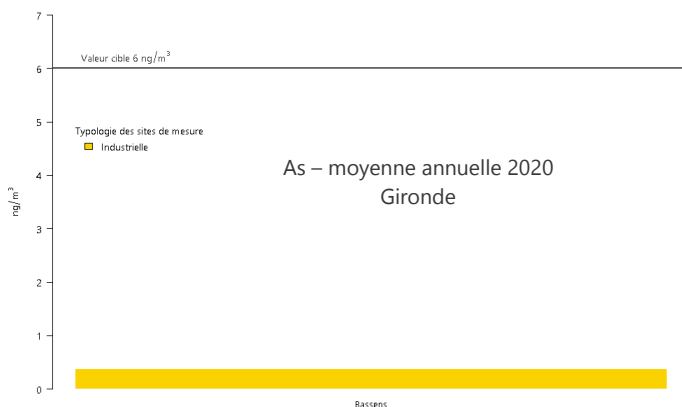 7
Valeur cible 6 ng/m³
6
5
Typologie des sites de mesure
Industrielle
As – moyenne annuelle 2020
Gironde
4
ng/m³
3
2
1
0
Bassens